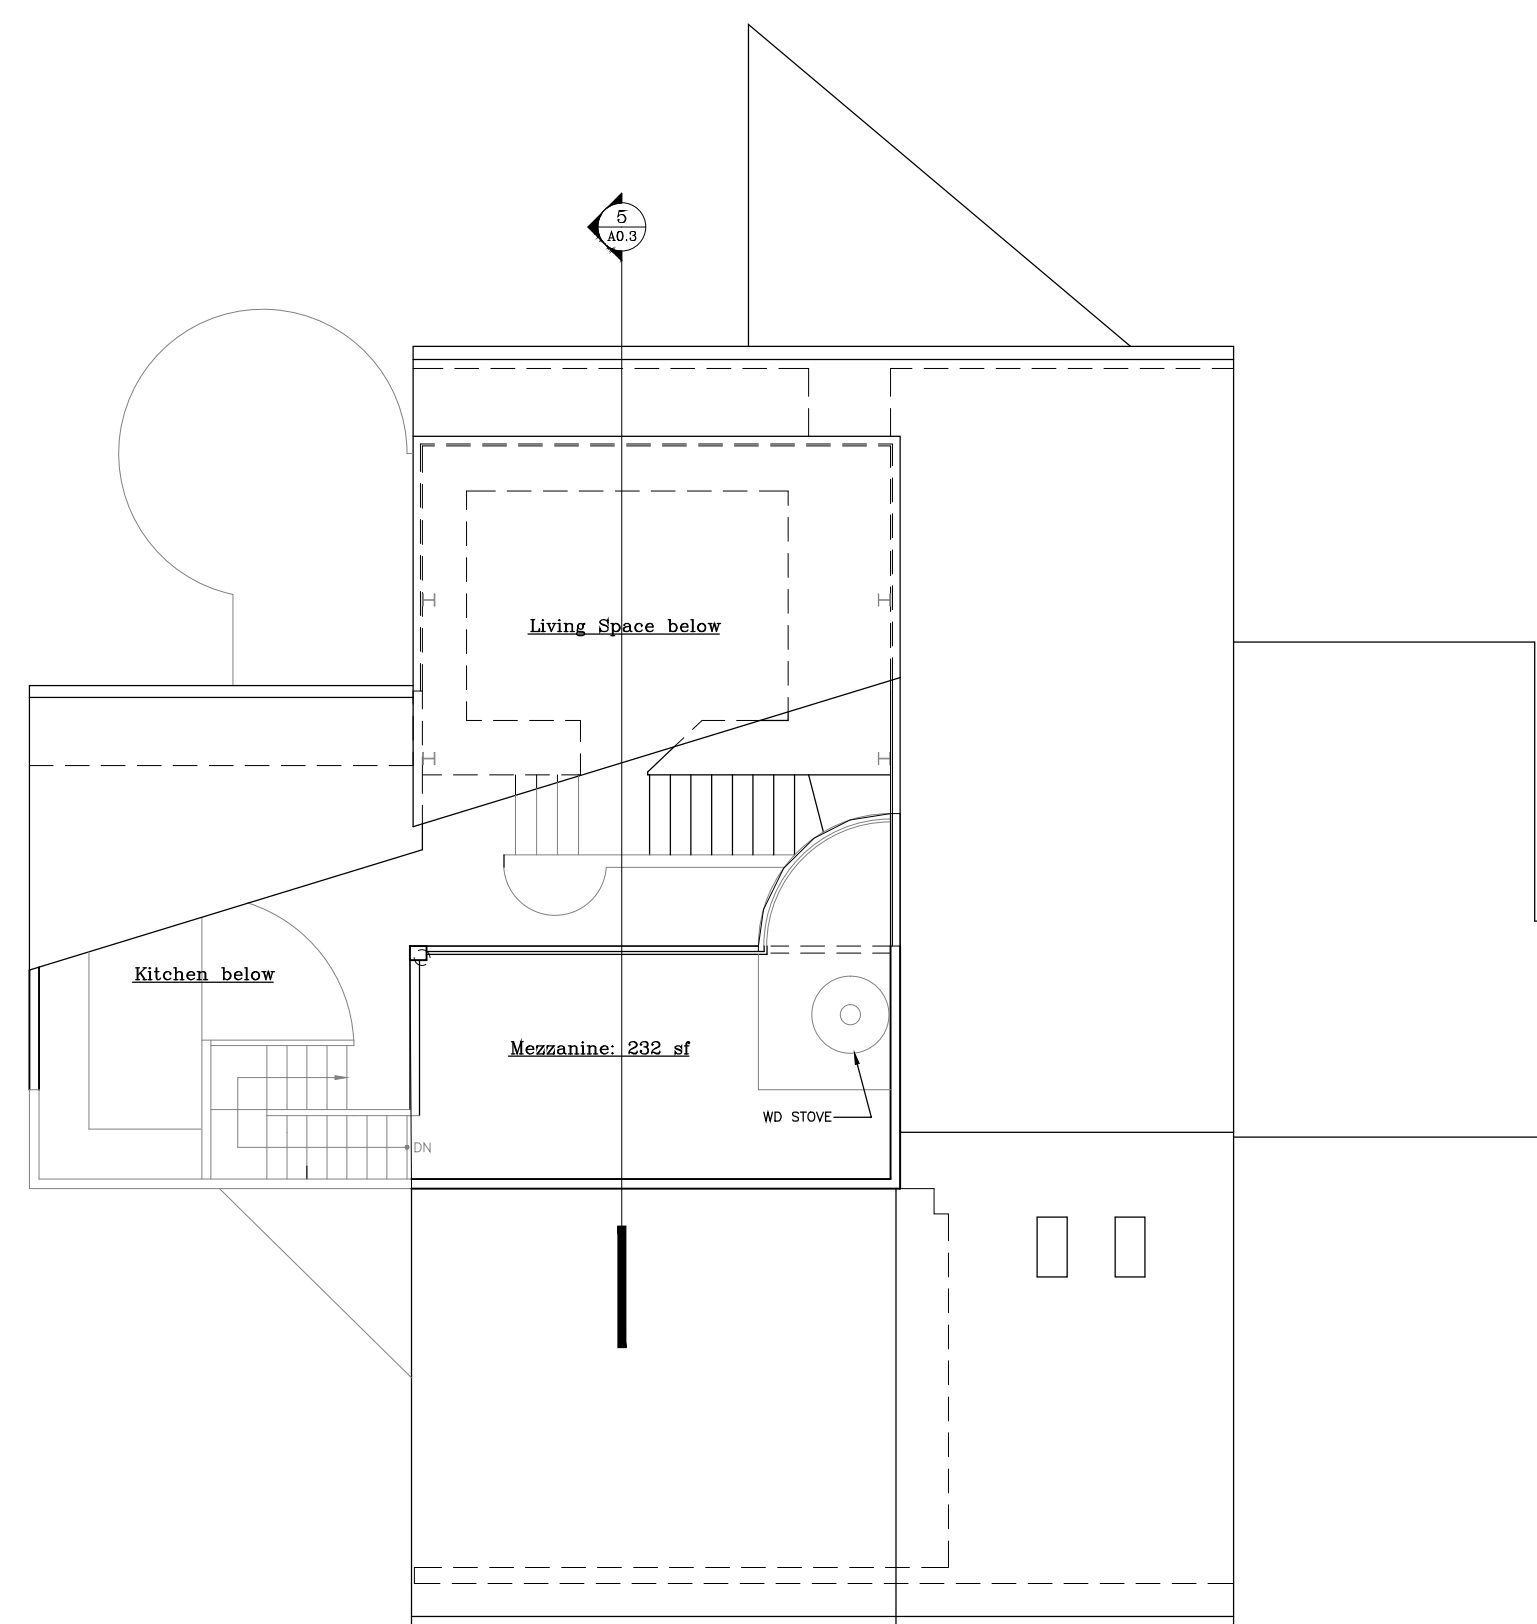 5
A0.3
Living Space below
Kitchen below
Mezzanine: 232 sf
WD STOVE
DN